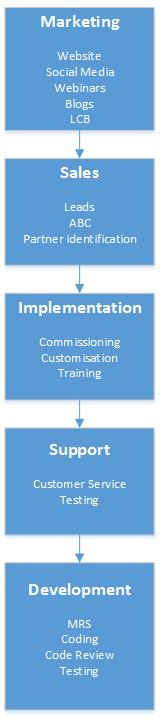 Marketing
Website
Social Media
Webinars
Blogs
LCB
Sales
Leads
ABC
Partner identification
Implementation
Commissioning
Customisation
Training
Support
Customer Service
Testing
Development
MRS
Coding
Code Review
Testing